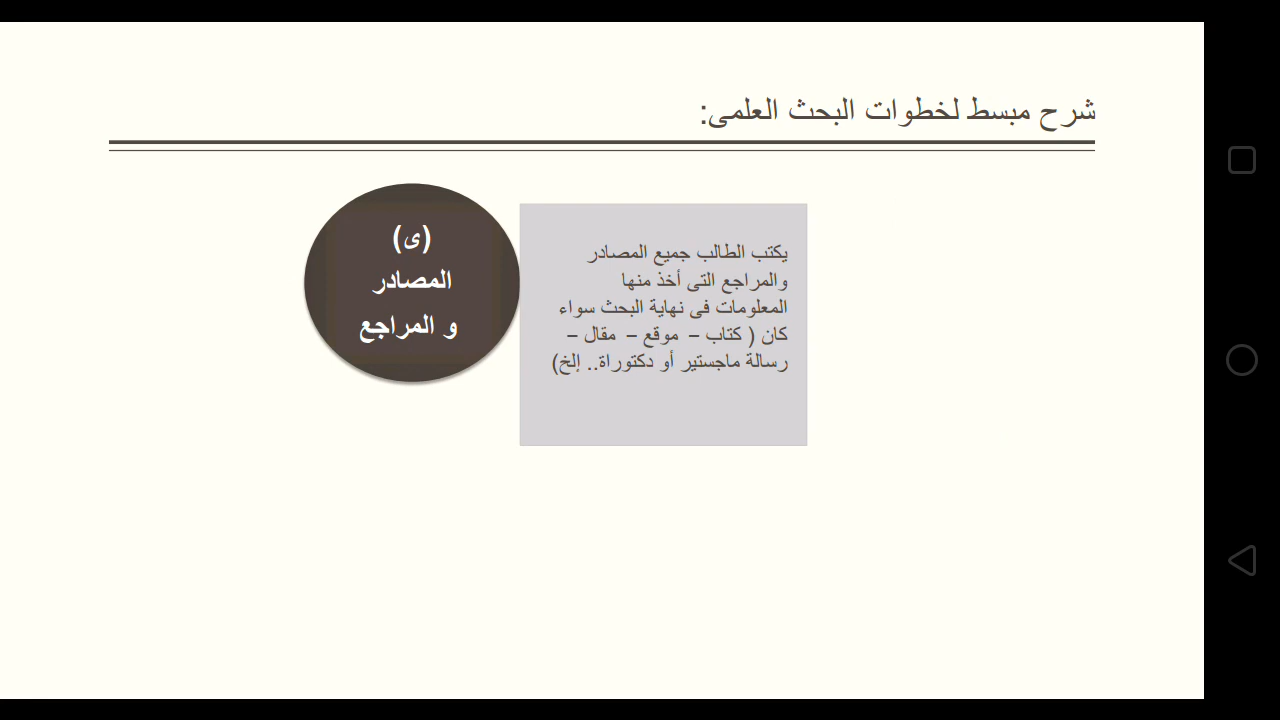 شرح مبسط لخطوات البحث العلمى:
(ى)
المصادر
و المراجع
يكتب الطالب جميع المصادر
والمراجع التى أخذ منها
المعلومات فى نهاية البحث سواء
كان ( كتاب – موقع – مقال –
رسالة ماجستير أو دكتوراة.. إلخ)